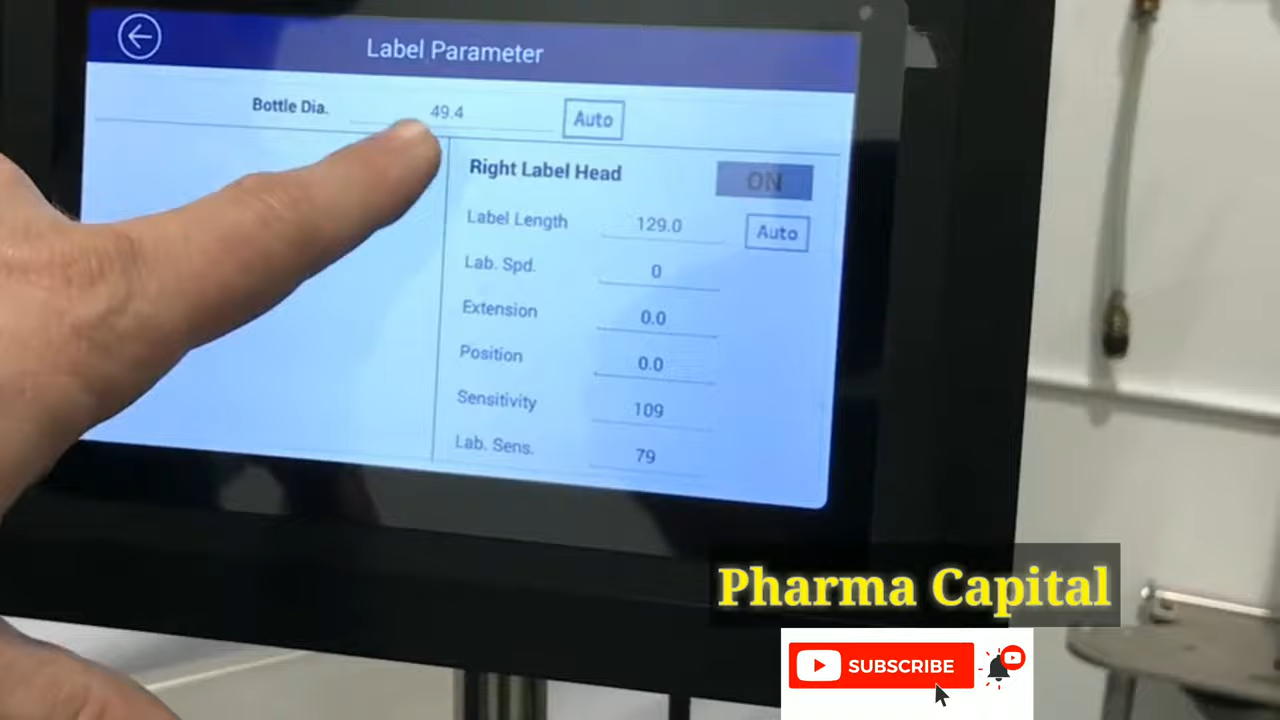 Label Parameter
Bottle Dia. 49.4 Auto
Right Label Head ON
Label Length 129.0 Auto
Lab. Spd. 0
Extension 0.0
Position 0.0
Sensitivity 109
Lab. Sens. 79
Pharma Capital
SUBSCRIBE